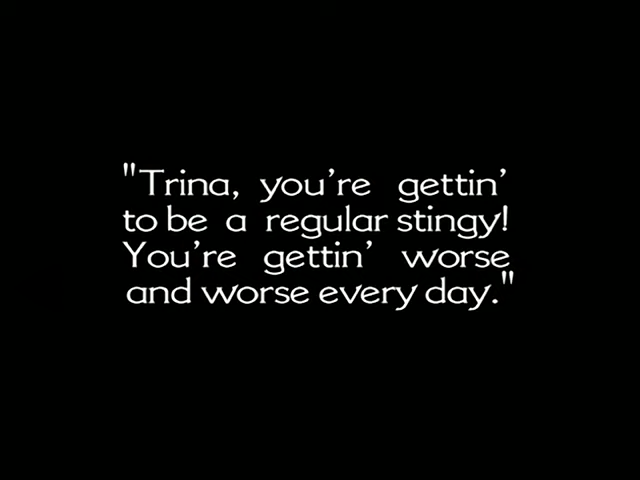 "Trina, you're gettin'
to be a regular stingy!
You're gettin' worse
and worse every day."